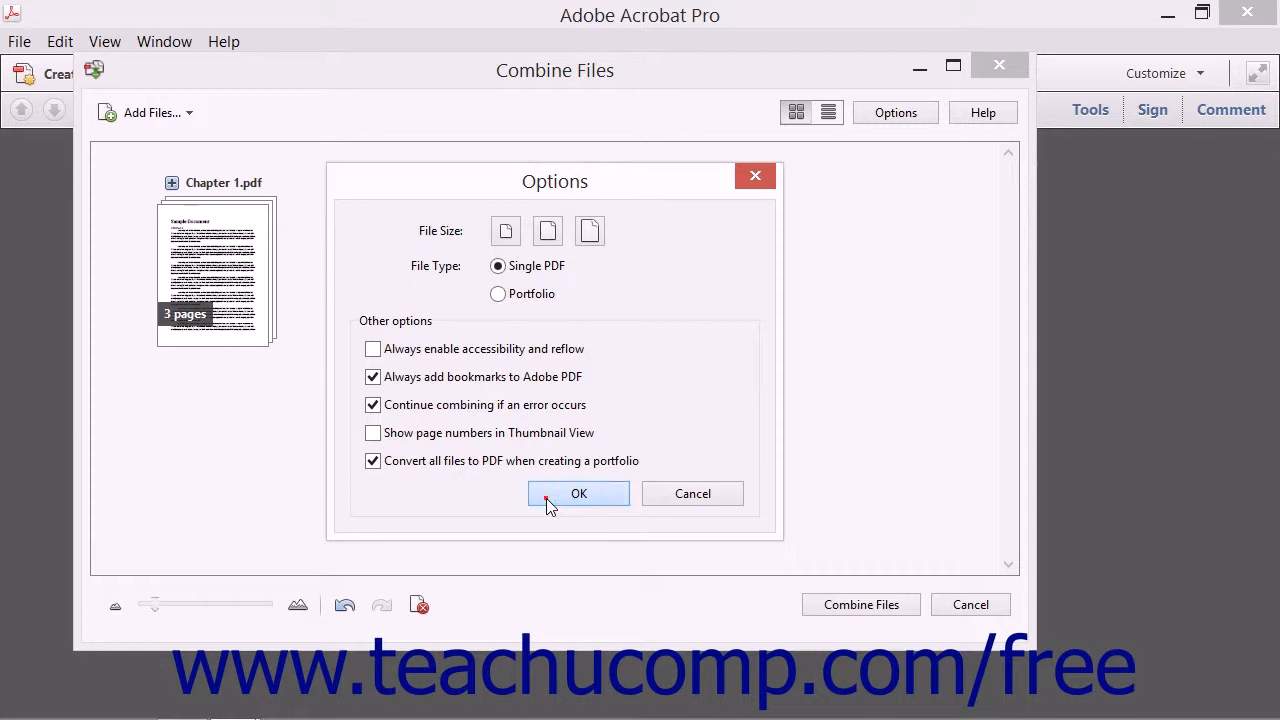 Adobe Acrobat Pro
File Edit View Window Help
Combine Files
Customize
Add Files...
Options Help
Tools Sign Comment
Chapter 1.pdf
Sample Document
3 pages
Options
File Size:
File Type: Single PDF
Portfolio
Other options
Always enable accessibility and reflow
Always add bookmarks to Adobe PDF
Continue combining if an error occurs
Show page numbers in Thumbnail View
Convert all files to PDF when creating a portfolio
OK Cancel
Combine Files Cancel
www.teachucomp.com/free